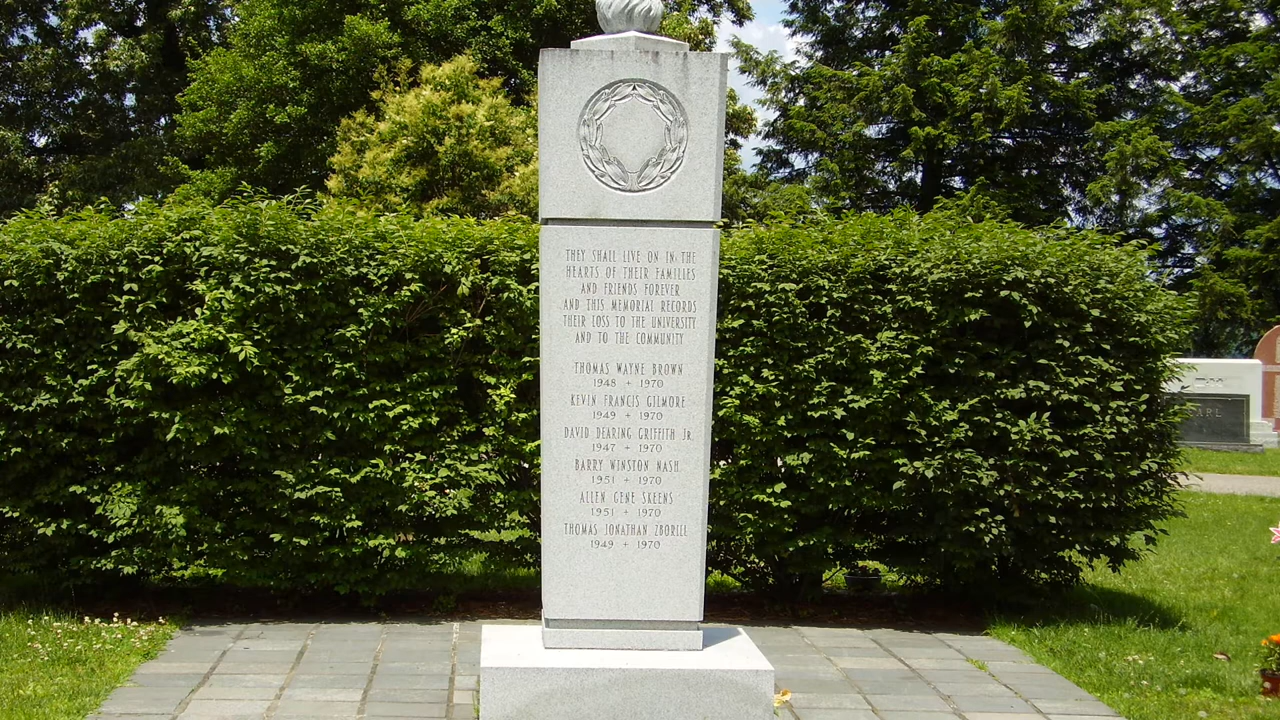 THEY SHALL LIVE ON IN THE
HEARTS OF THEIR FAMILIES
AND FRIENDS FOREVER
AND THIS MEMORIAL RECORDS
THEIR LOSS TO THE UNIVERSITY
AND TO THE COMMUNITY
THOMAS WAYNE BROWN
1948 + 1970
KEVIN FRANCIS GILMORE
1949 + 1970
DAVID DEARING GRIFFITH JR.
1947 + 1970
BARRY WINSTON NASH
1951 + 1970
ALLEN GENE SKEENS
1951 + 1970
THOMAS JONATHAN ZBORILL
1949 + 1970